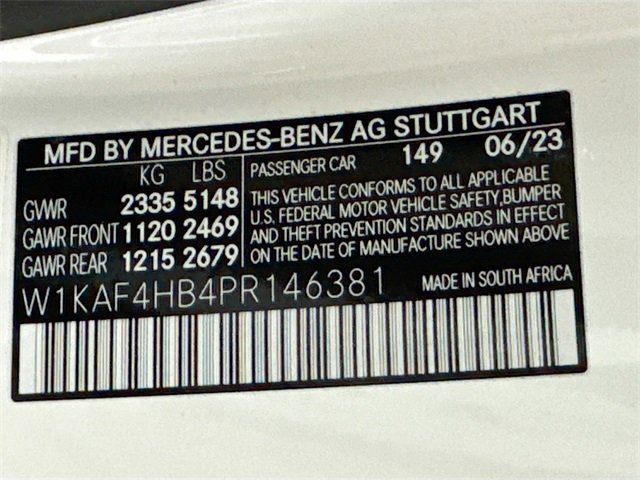 MFD BY MERCEDES-BENZ AG STUTTGART
KG LBS
GVWR 2335 5148
GAWR FRONT 1120 2469
GAWR REAR 1215 2679
PASSENGER CAR 149 06/23
THIS VEHICLE CONFORMS TO ALL APPLICABLE
U.S. FEDERAL MOTOR VEHICLE SAFETY,BUMPER
AND THEFT PREVENTION STANDARDS IN EFFECT
ON THE DATE OF MANUFACTURE SHOWN ABOVE
W1KAF4HB4PR146381
MADE IN SOUTH AFRICA